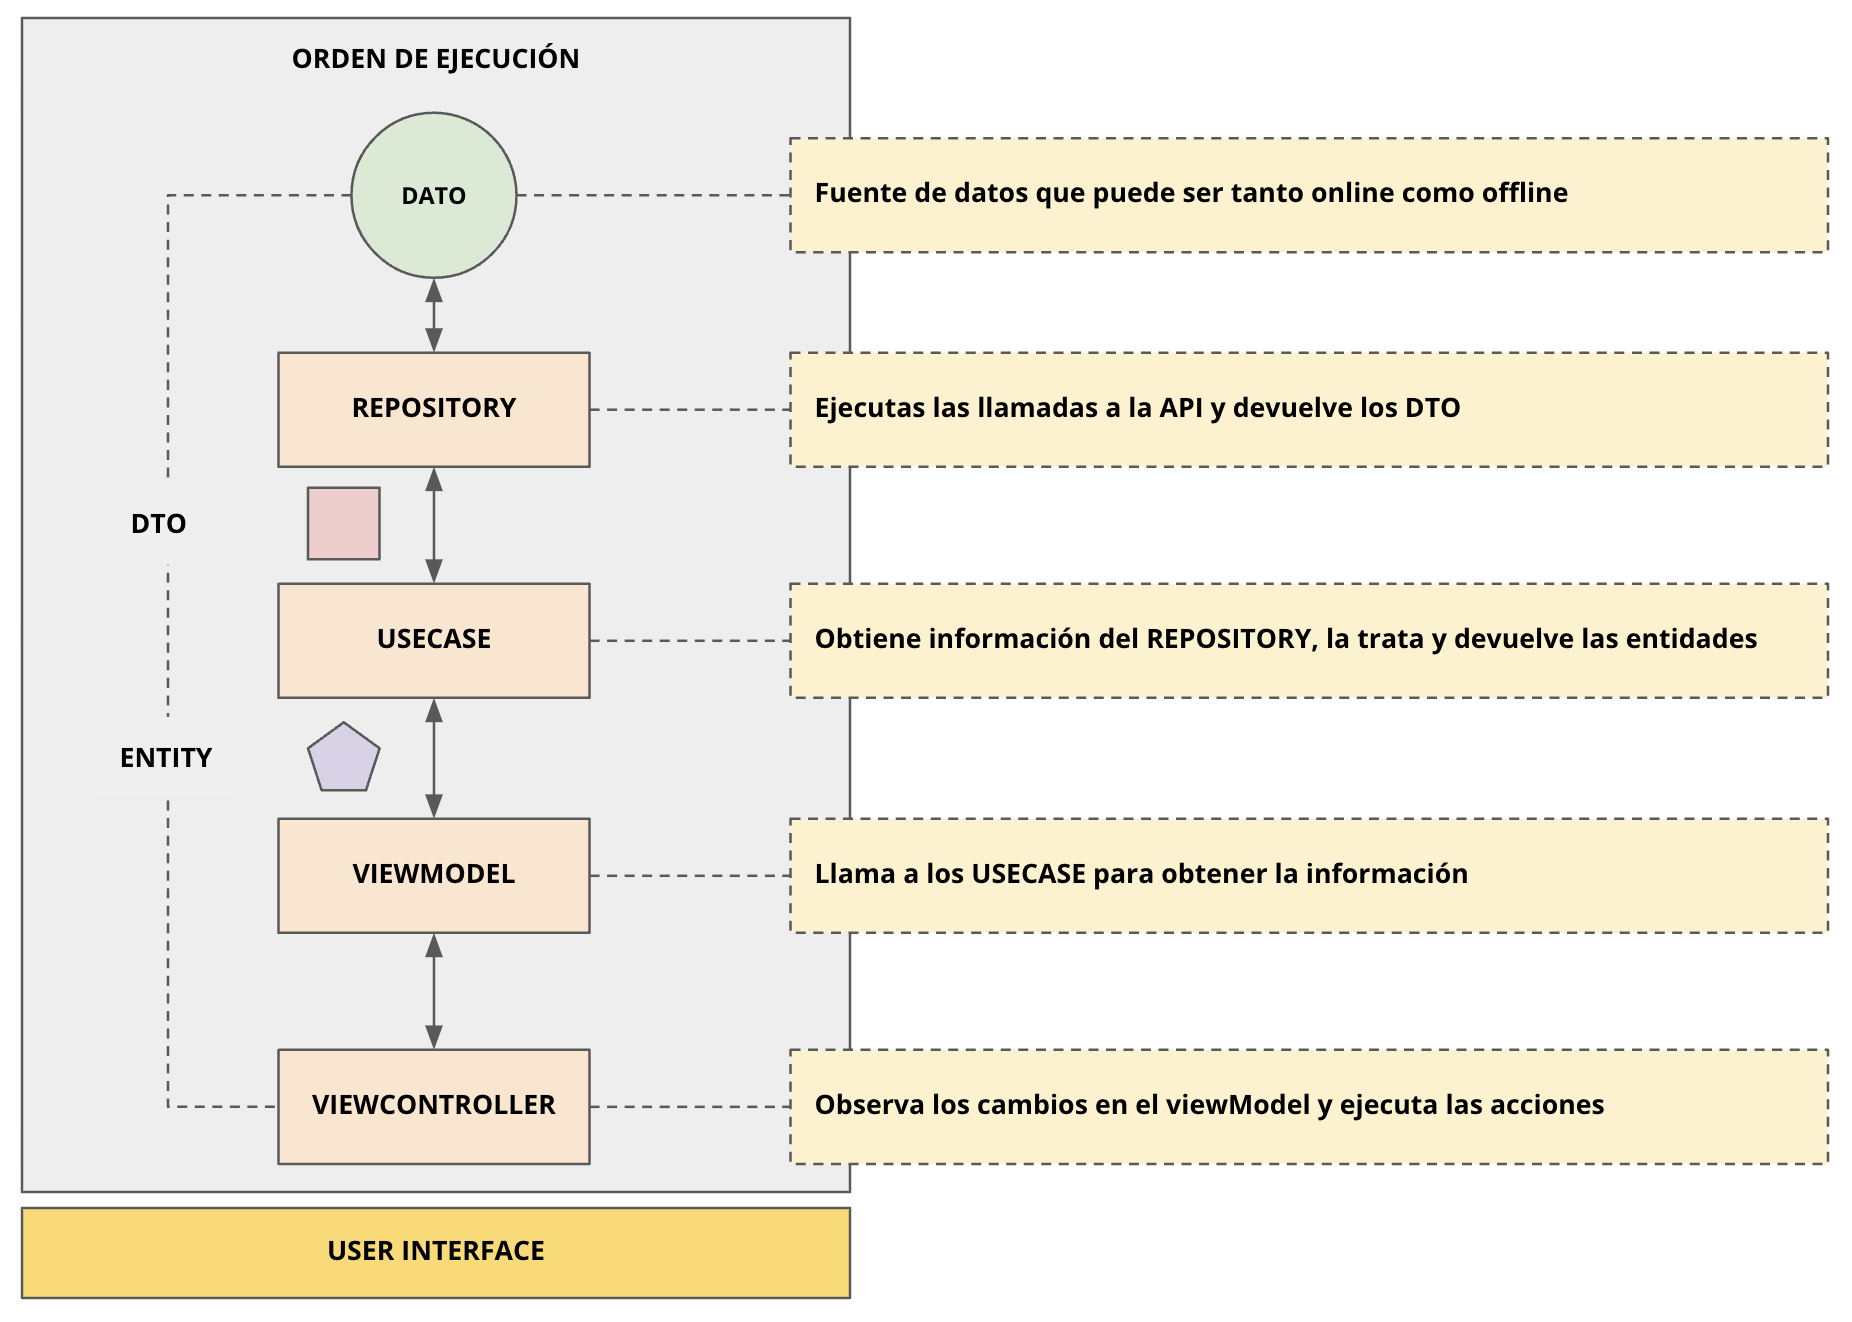 ORDEN DE EJECUCIÓN
DATO
Fuente de datos que puede ser tanto online como offline
REPOSITORY
Ejecutas las llamadas a la API y devuelve los DTO
DTO
USECASE
Obtiene información del REPOSITORY, la trata y devuelve las entidades
ENTITY
VIEWMODEL
Llama a los USECASE para obtener la información
VIEWCONTROLLER
Observa los cambios en el viewModel y ejecuta las acciones
USER INTERFACE